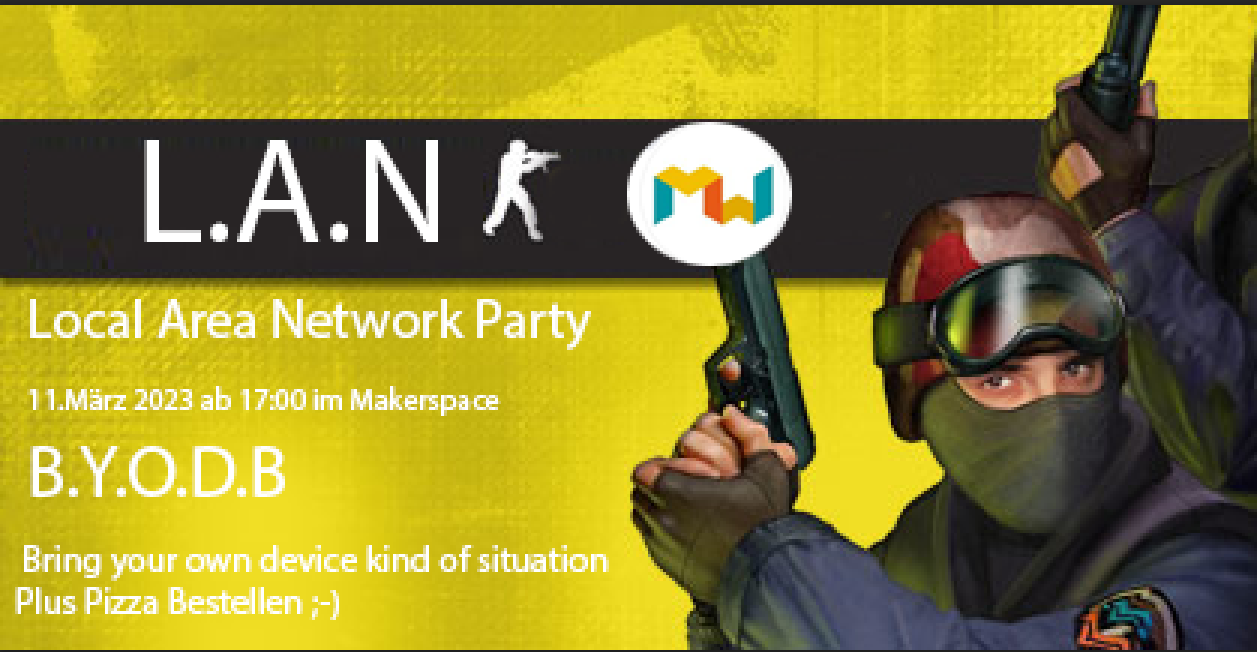 L.A.N
MW
Local Area Network Party
11.März 2023 ab 17:00 im Makerspace
B.Y.O.D.B
Bring your own device kind of situation
Plus Pizza Bestellen ;-)